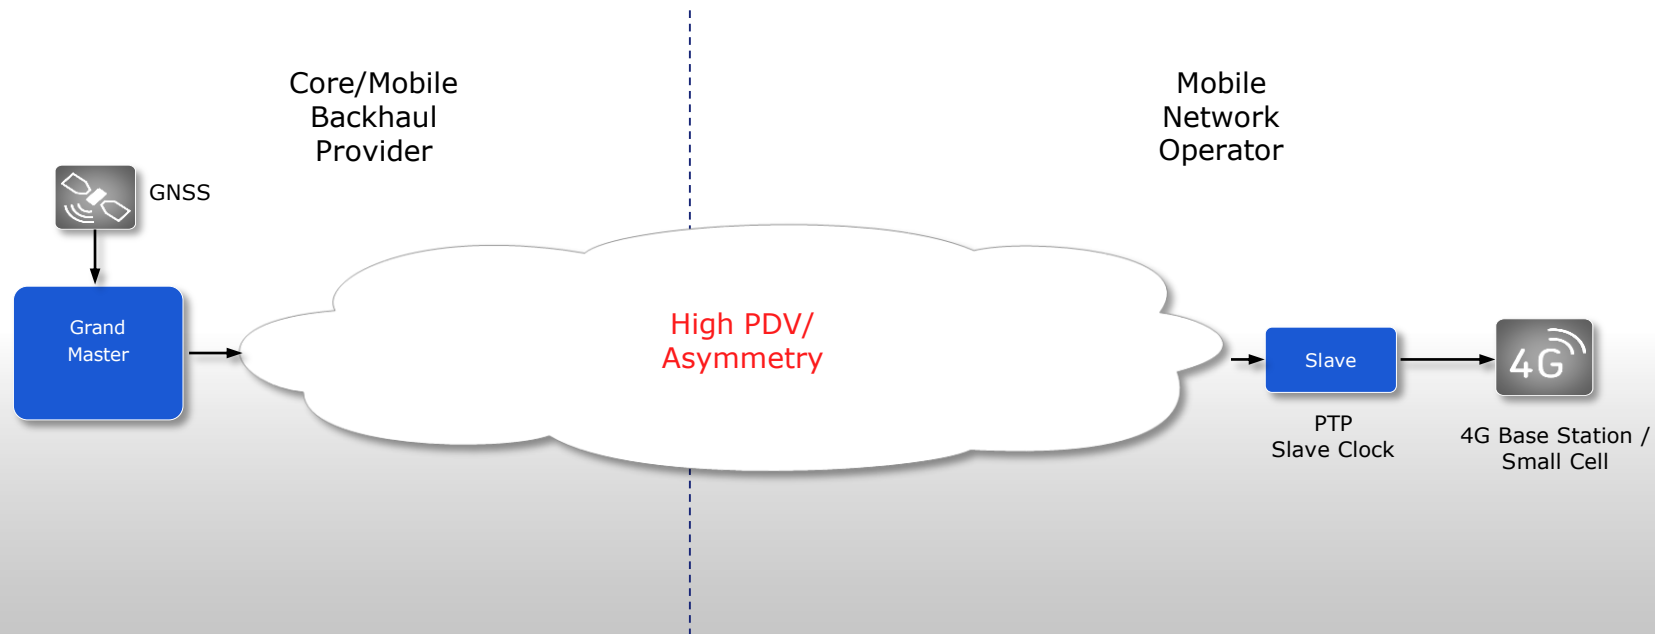 Core/Mobile
Backhaul
Provider
Mobile
Network
Operator
GNSS
Grand
Master
High PDV/
Asymmetry
Slave
4G
PTP
Slave Clock
4G Base Station /
Small Cell